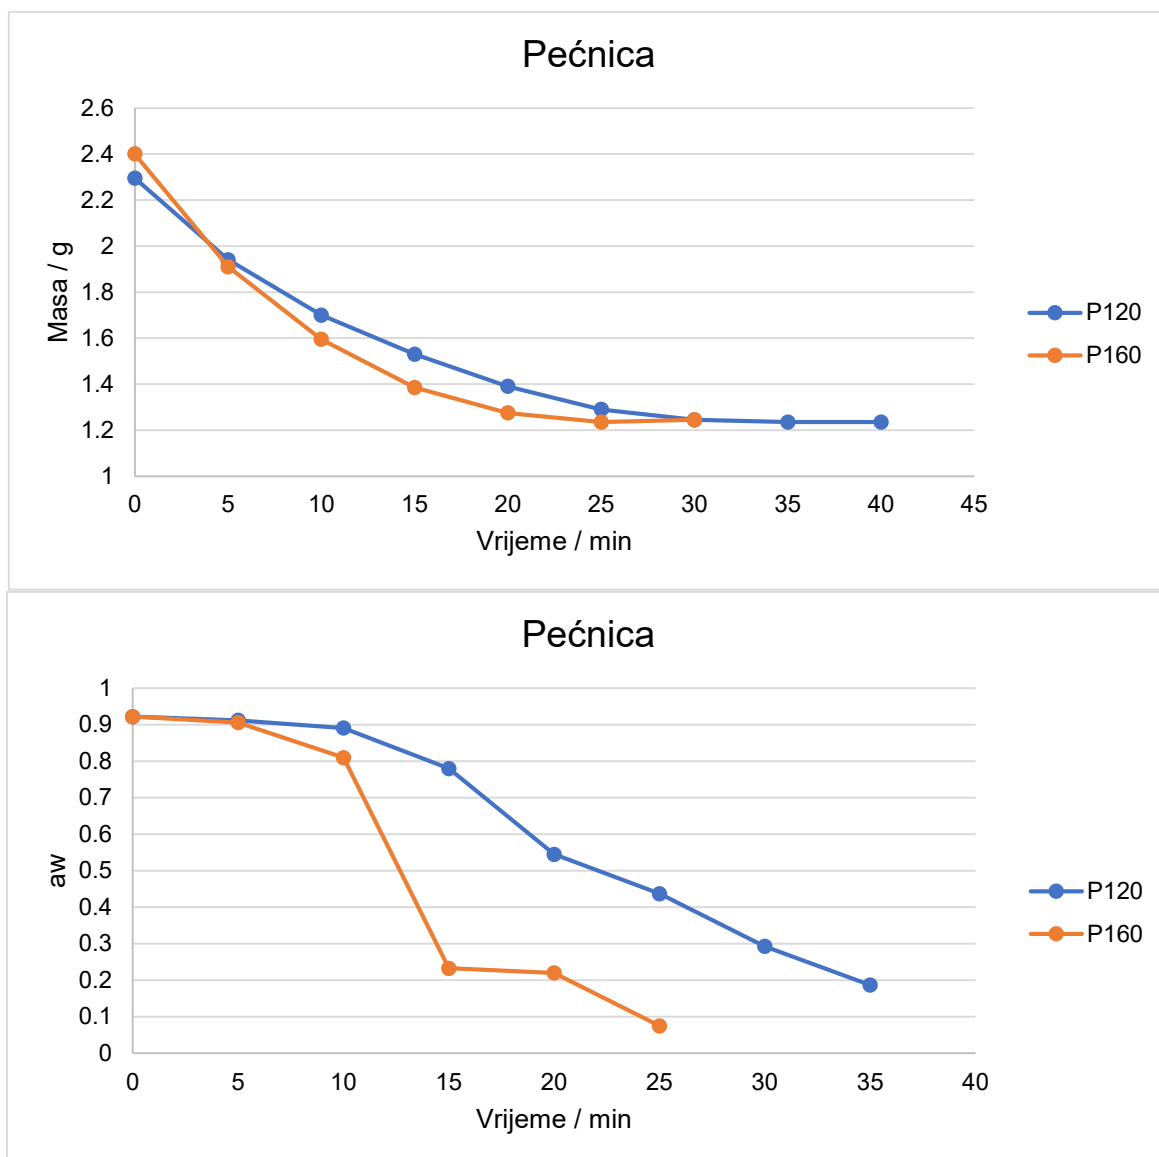 Pećnica
2.6
2.4
2.2
2
1.8
1.6
1.4
1.2
1
Masa / g
0 5 10 15 20 25 30 35 40 45
Vrijeme / min
P120
P160
Pećnica
1
0.9
0.8
0.7
0.6
0.5
0.4
0.3
0.2
0.1
0
aw
0 5 10 15 20 25 30 35 40
Vrijeme / min
P120
P160